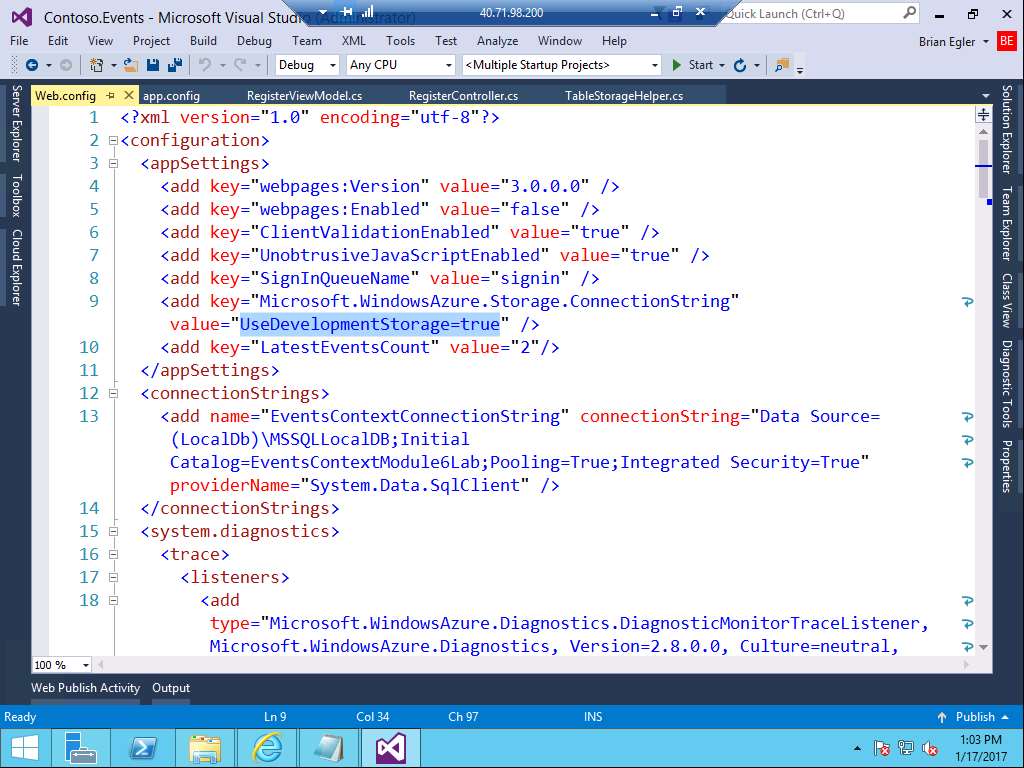 Contoso.Events - Microsoft Visual Studio (Administrator)
40.71.98.200
Quick Launch (Ctrl+Q)
File Edit View Project Build Debug Team XML Tools Test Analyze Window Help
Brian Egler BE
Debug Any CPU <Multiple Startup Projects> Start
Server Explorer
Toolbox
Cloud Explorer
Web.config app.config RegisterViewModel.cs RegisterController.cs TableStorageHelper.cs
1 <?xml version="1.0" encoding="utf-8"?>
2 <configuration>
3 <appSettings>
4 <add key="webpages:Version" value="3.0.0.0" />
5 <add key="webpages:Enabled" value="false" />
6 <add key="ClientValidationEnabled" value="true" />
7 <add key="UnobtrusiveJavaScriptEnabled" value="true" />
8 <add key="SignInQueueName" value="signin" />
9 <add key="Microsoft.WindowsAzure.Storage.ConnectionString"
value="UseDevelopmentStorage=true" />
10 <add key="LatestEventsCount" value="2"/>
11 </appSettings>
12 <connectionStrings>
13 <add name="EventsContextConnectionString" connectionString="Data Source=
(LocalDb)\MSSQLLocalDB;Initial
Catalog=EventsContextModule6Lab;Pooling=True;Integrated Security=True"
providerName="System.Data.SqlClient" />
14 </connectionStrings>
15 <system.diagnostics>
16 <trace>
17 <listeners>
18 <add
type="Microsoft.WindowsAzure.Diagnostics.DiagnosticMonitorTraceListener,
Microsoft.WindowsAzure.Diagnostics, Version=2.8.0.0, Culture=neutral,
Solution Explorer
Team Explorer
Class View
Diagnostic Tools
Properties
100 %
Web Publish Activity Output
Ready Ln 9 Col 34 Ch 97 INS Publish
1:03 PM
1/17/2017